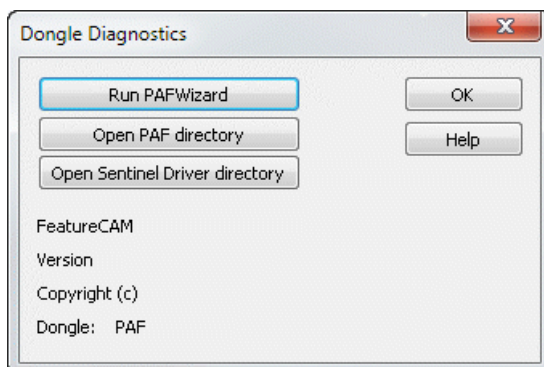 Dongle Diagnostics
Run PAFWizard
OK
Open PAF directory
Help
Open Sentinel Driver directory
FeatureCAM
Version
Copyright (c)
Dongle: PAF